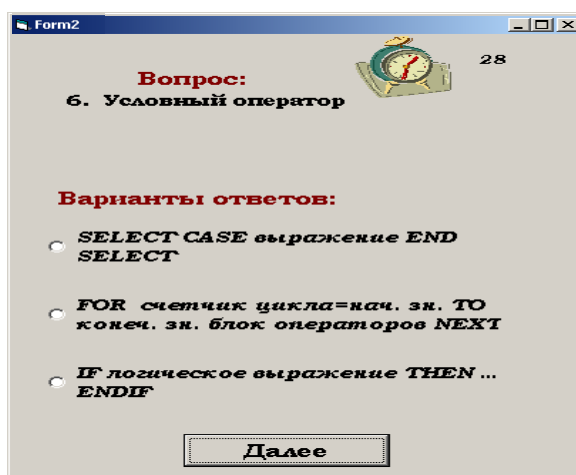 Form2
28
Вопрос:
6. Условный оператор
Варианты ответов:
SELECT CASE выражение END
SELECT
FOR счетчик цикла=нач. зн. TO
конеч. зн. блок операторов NEXT
IF логическое выражение THEN ...
ENDIF
Далее